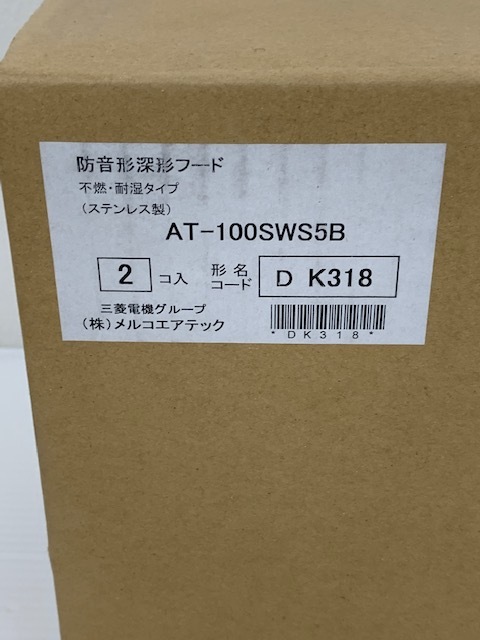 防音形深形フード
不燃・耐湿タイプ
(ステンレス製)
AT-100SWS5B
2 コ入 形名コード D K318
三菱電機グループ
(株)メルコエアテック
*DK318*